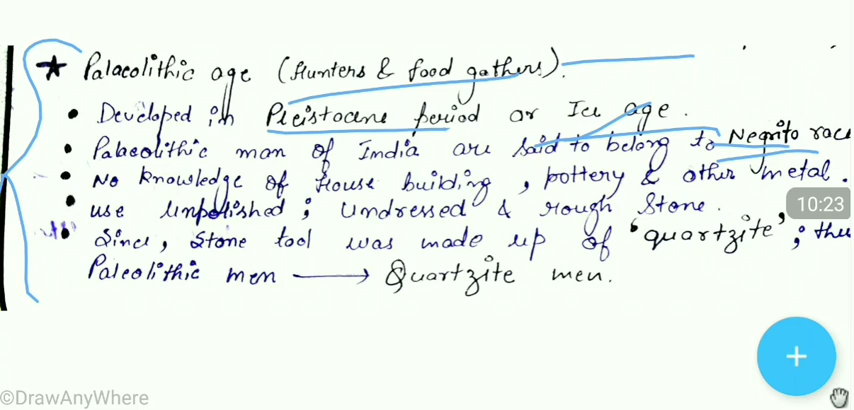 ★ Palaeolithic age (Hunters & food gathers).
• Developed in Pleistocene period or Ice age.
• Palaeolithic man of India are said to belong to Negrito race
• No knowledge of House building, pottery & other metal.
• use unpolished, undressed & rough stone.
10:23
• Since, stone tool was made up of 'quartzite', the
Paleolithic men → Quartzite men.
+
©DrawAnyWhere